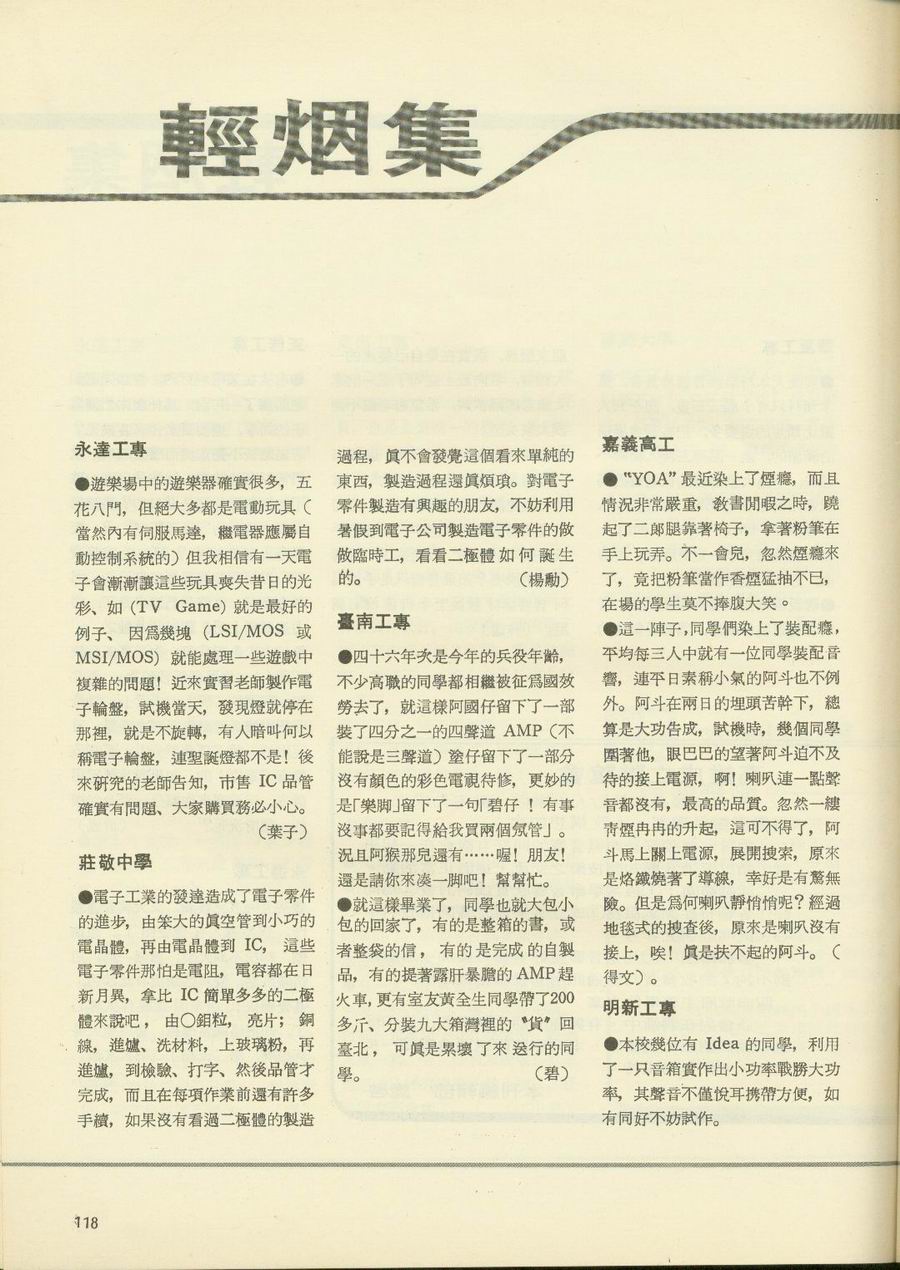 輕烟集
永達工專
●遊樂場中的遊樂器確實很多，五
花八門，但絕大多都是電動玩具（
當然內有伺服馬達，繼電器應屬自
動控制系統的）但我相信有一天電
子會漸漸讓這些玩具喪失昔日的光
彩、如 (TV Game) 就是最好的
例子、因爲幾塊 (LSI/MOS 或
MSI/MOS) 就能處理一些遊戲中
複雜的問題！近來實習老師製作電
子輪盤，試機當天，發現燈就停在
那裡，就是不旋轉，有人暗叫何以
稱電子輪盤，連聖誕燈都不是！後
來硏究的老師告知，市售 IC 品管
確實有問題、大家購買務必小心。
（葉子）
莊敬中學
●電子工業的發達造成了電子零件
的進步，由笨大的眞空管到小巧的
電晶體，再由電晶體到 IC，這些
電子零件那怕是電阻，電容都在日
新月異，拿比 IC 簡單多多的二極
體來說吧，由○鉬粒，亮片；銅
線，進爐、洗材料，上玻璃粉，再
進爐，到檢驗、打字、然後品管才
完成，而且在每項作業前還有許多
手續，如果沒有看過二極體的製造
過程，眞不會發覺這個看來單純的
東西，製造過程還眞煩瑣。對電子
零件製造有興趣的朋友，不妨利用
暑假到電子公司製造電子零件的做
做臨時工，看看二極體如何誕生
的。（楊勳）
臺南工專
●四十六年次是今年的兵役年齡，
不少高職的同學都相繼被征爲國放
勞去了，就這樣阿國仔留下了一部
裝了四分之一的四聲道 AMP（不
能說是三聲道）塗仔留下了一部分
沒有顏色的彩色電視待修，更妙的
是「樂脚」留下了一句「碧仔！有事
沒事都要記得給我買兩個氖管」。
況且阿猴那兒還有……喔！朋友！
還是請你來凑一脚吧！幫幫忙。
●就這樣畢業了，同學也就大包小
包的回家了，有的是整箱的書，或
者整袋的信，有的是完成的自製
品，有的提著露肝暴膽的 AMP 趕
火車，更有室友黃全生同學帶了200
多斤、分裝九大箱灣裡的〝貨〞回
臺北，可眞是累壞了來送行的同
學。（碧）
嘉義高工
●〝YOA〞最近染上了煙癮，而且
情況非常嚴重，敎書閒暇之時，蹺
起了二郎腿靠著椅子，拿著粉筆在
手上玩弄。不一會兒，忽然煙癮來
了，竟把粉筆當作香煙猛抽不已，
在場的學生莫不捧腹大笑。
●這一陣子，同學們染上了裝配癮，
平均每三人中就有一位同學裝配音
響，連平日素稱小氣的阿斗也不例
外。阿斗在兩日的埋頭苦幹下，總
算是大功告成，試機時，幾個同學
圍著他，眼巴巴的望著阿斗迫不及
待的接上電源，啊！喇叭連一點聲
音都沒有，最高的品質。忽然一縷
靑煙冉冉的升起，這可不得了，阿
斗馬上關上電源，展開搜索，原來
是烙鐵燒著了導線，幸好是有驚無
險。但是爲何喇叭靜悄悄呢？經過
地毯式的捜查後，原來是喇叭沒有
接上，唉！眞是扶不起的阿斗。（
得文）。
明新工專
●本校幾位有 Idea 的同學，利用
了一只音箱實作出小功率戰勝大功
率，其聲音不僅悅耳携帶方便，如
有同好不妨試作。
118